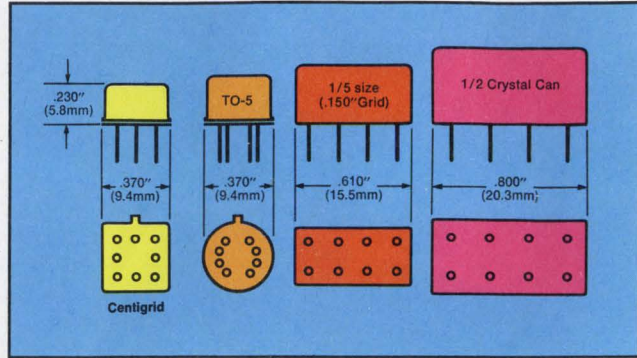 .230"
(5.8mm)
TO-5
1/5 size
(.150"Grid)
1/2 Crystal Can
.370"
(9.4mm)
.370"
(9.4mm)
.610"
(15.5mm)
.800"
(20.3mm)
Centigrid